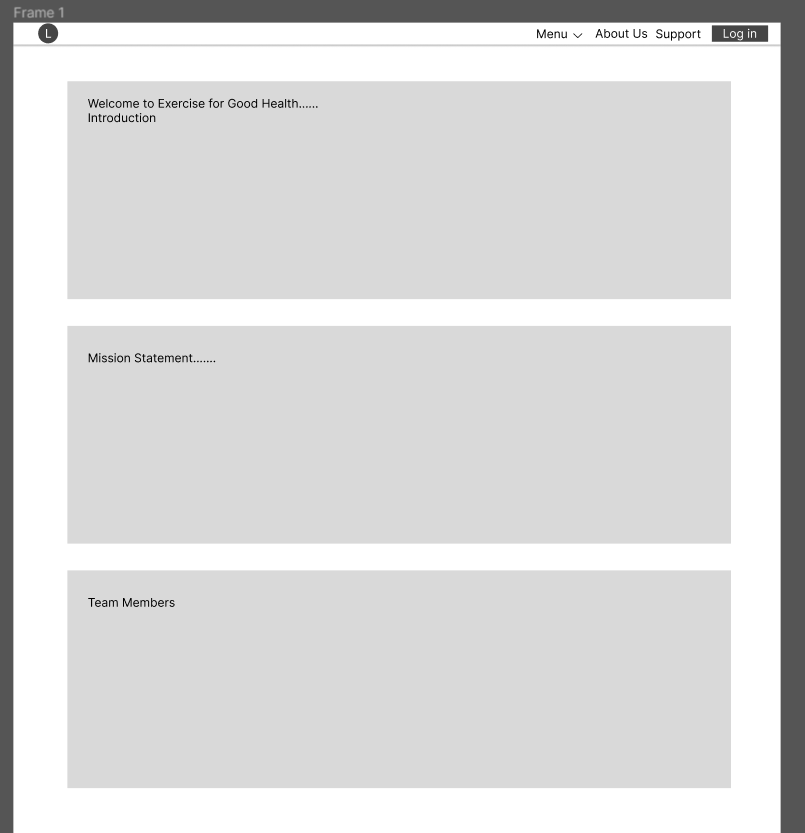 Frame 1
L
Menu
About Us
Support
Log in
Welcome to Exercise for Good Health......
Introduction
Mission Statement.......
Team Members